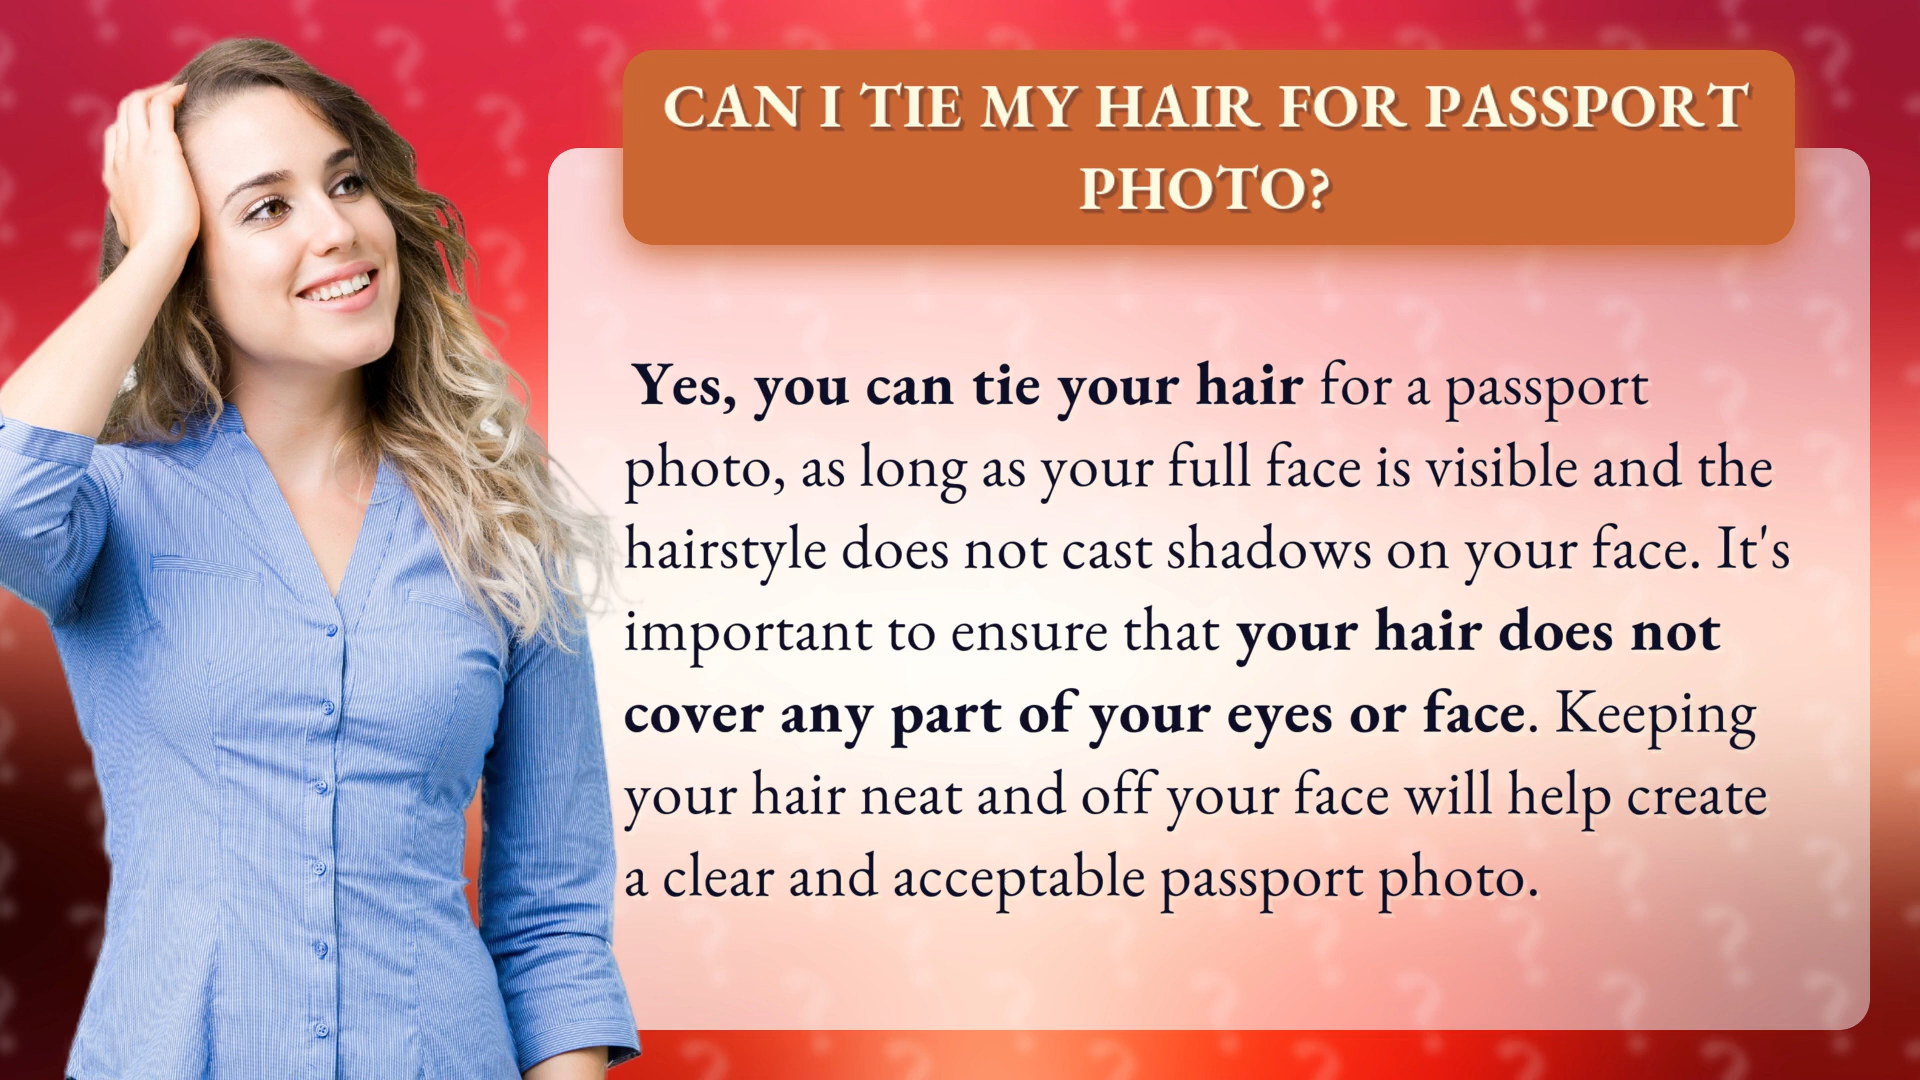 CAN I TIE MY HAIR FOR PASSPORT
PHOTO?
Yes, you can tie your hair for a passport
photo, as long as your full face is visible and the
hairstyle does not cast shadows on your face. It's
important to ensure that your hair does not
cover any part of your eyes or face. Keeping
your hair neat and off your face will help create
a clear and acceptable passport photo.